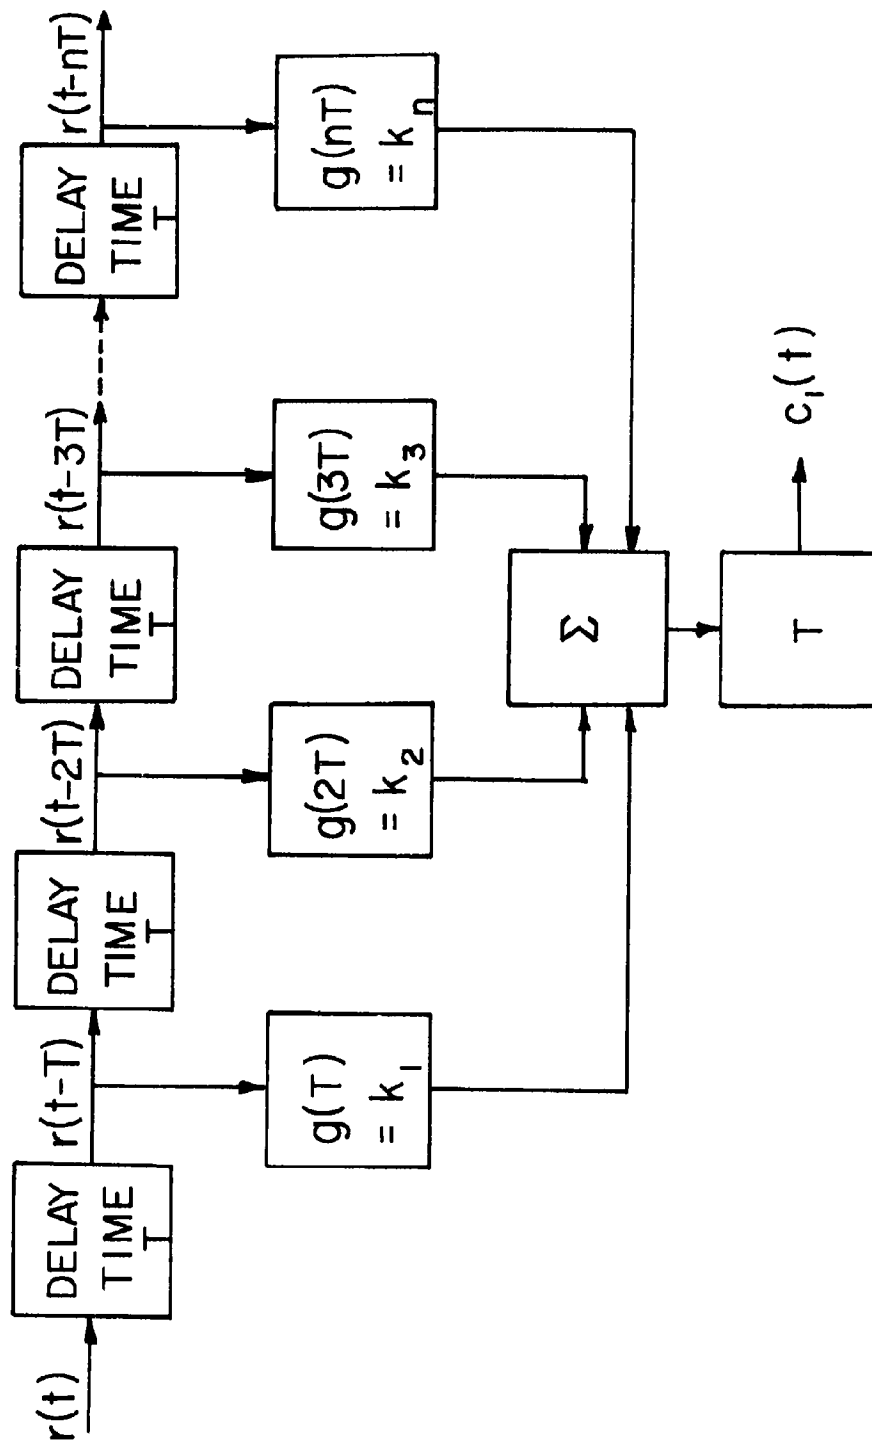 r(t)
DELAY
TIME
T
r(t-T)
DELAY
TIME
T
r(t-2T)
DELAY
TIME
T
r(t-3T)
DELAY
TIME
T
r(t-nT)
g(T)
= k₁
g(2T)
= k₂
g(3T)
= k₃
g(nT)
= kₙ
Σ
T
c₁(t)